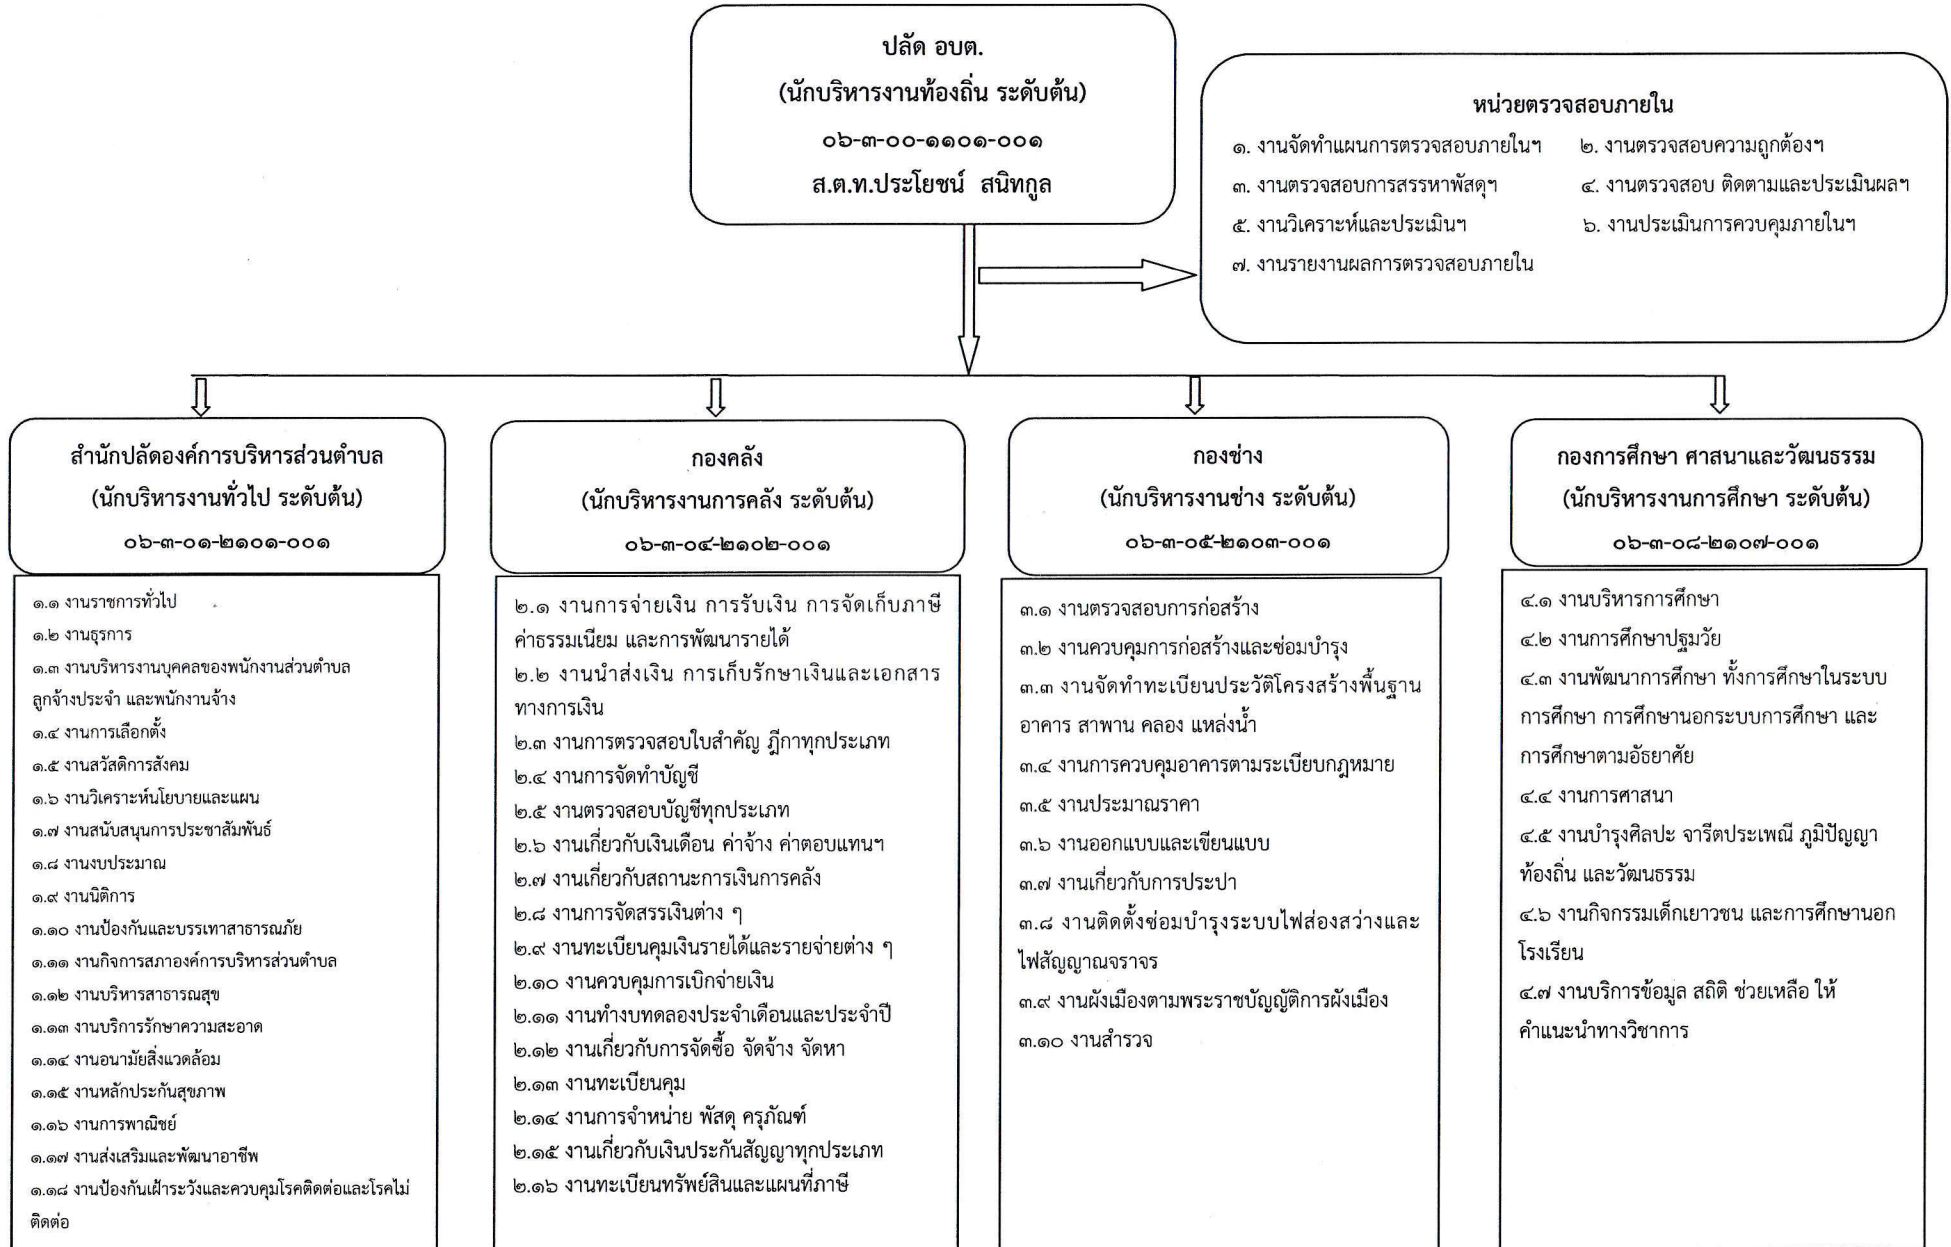 ปลัด อบต.
(นักบริหารงานท้องถิ่น ระดับต้น)
๐๖-๓-๐๐-๑๑๐๑-๐๐๑
ส.ต.ท.ประโยชน์ สนิทกูล
หน่วยตรวจสอบภายใน
๑. งานจัดทำแผนการตรวจสอบภายในฯ ๒. งานตรวจสอบความถูกต้องฯ
๓. งานตรวจสอบการสรรหาพัสดุฯ ๔. งานตรวจสอบ ติดตามและประเมินผลฯ
๕. งานวิเคราะห์และประเมินฯ ๖. งานประเมินการควบคุมภายในฯ
๗. งานรายงานผลการตรวจสอบภายใน
สำนักปลัดองค์การบริหารส่วนตำบล
(นักบริหารงานทั่วไป ระดับต้น)
๐๖-๓-๐๑-๒๑๐๑-๐๐๑
๑.๑ งานราชการทั่วไป
๑.๒ งานธุรการ
๑.๓ งานบริหารงานบุคคลของพนักงานส่วนตำบล
ลูกจ้างประจำ และพนักงานจ้าง
๑.๔ งานการเลือกตั้ง
๑.๕ งานสวัสดิการสังคม
๑.๖ งานวิเคราะห์นโยบายและแผน
๑.๗ งานสนับสนุนการประชาสัมพันธ์
๑.๘ งานงบประมาณ
๑.๙ งานนิติการ
๑.๑๐ งานป้องกันและบรรเทาสาธารณภัย
๑.๑๑ งานกิจการสภาองค์การบริหารส่วนตำบล
๑.๑๒ งานบริหารสาธารณสุข
๑.๑๓ งานบริการรักษาความสะอาด
๑.๑๔ งานอนามัยสิ่งแวดล้อม
๑.๑๕ งานหลักประกันสุขภาพ
๑.๑๖ งานการพาณิชย์
๑.๑๗ งานส่งเสริมและพัฒนาอาชีพ
๑.๑๘ งานป้องกันเฝ้าระวังและควบคุมโรคติดต่อและโรคไม่
ติดต่อ
กองคลัง
(นักบริหารงานการคลัง ระดับต้น)
๐๖-๓-๐๔-๒๑๐๒-๐๐๑
๒.๑ งานการจ่ายเงิน การรับเงิน การจัดเก็บภาษี
ค่าธรรมเนียม และการพัฒนารายได้
๒.๒ งานนำส่งเงิน การเก็บรักษาเงินและเอกสาร
ทางการเงิน
๒.๓ งานการตรวจสอบใบสำคัญ ฎีกาทุกประเภท
๒.๔ งานการจัดทำบัญชี
๒.๕ งานตรวจสอบบัญชีทุกประเภท
๒.๖ งานเกี่ยวกับเงินเดือน ค่าจ้าง ค่าตอบแทนฯ
๒.๗ งานเกี่ยวกับสถานะการเงินการคลัง
๒.๘ งานการจัดสรรเงินต่าง ๆ
๒.๙ งานทะเบียนคุมเงินรายได้และรายจ่ายต่าง ๆ
๒.๑๐ งานควบคุมการเบิกจ่ายเงิน
๒.๑๑ งานทำงบทดลองประจำเดือนและประจำปี
๒.๑๒ งานเกี่ยวกับการจัดซื้อ จัดจ้าง จัดหา
๒.๑๓ งานทะเบียนคุม
๒.๑๔ งานการจำหน่าย พัสดุ ครุภัณฑ์
๒.๑๕ งานเกี่ยวกับเงินประกันสัญญาทุกประเภท
๒.๑๖ งานทะเบียนทรัพย์สินและแผนที่ภาษี
กองช่าง
(นักบริหารงานช่าง ระดับต้น)
๐๖-๓-๐๕-๒๑๐๓-๐๐๑
๓.๑ งานตรวจสอบการก่อสร้าง
๓.๒ งานควบคุมการก่อสร้างและซ่อมบำรุง
๓.๓ งานจัดทำทะเบียนประวัติโครงสร้างพื้นฐาน
อาคาร สาพาน คลอง แหล่งน้ำ
๓.๔ งานการควบคุมอาคารตามระเบียบกฎหมาย
๓.๕ งานประมาณราคา
๓.๖ งานออกแบบและเขียนแบบ
๓.๗ งานเกี่ยวกับการประปา
๓.๘ งานติดตั้งซ่อมบำรุงระบบไฟส่องสว่างและ
ไฟสัญญาณจราจร
๓.๙ งานผังเมืองตามพระราชบัญญัติการผังเมือง
๓.๑๐ งานสำรวจ
กองการศึกษา ศาสนาและวัฒนธรรม
(นักบริหารงานการศึกษา ระดับต้น)
๐๖-๓-๐๘-๒๑๐๗-๐๐๑
๔.๑ งานบริหารการศึกษา
๔.๒ งานการศึกษาปฐมวัย
๔.๓ งานพัฒนาการศึกษา ทั้งการศึกษาในระบบ
การศึกษา การศึกษานอกระบบการศึกษา และ
การศึกษาตามอัธยาศัย
๔.๔ งานการศาสนา
๔.๕ งานบำรุงศิลปะ จารีตประเพณี ภูมิปัญญา
ท้องถิ่น และวัฒนธรรม
๔.๖ งานกิจกรรมเด็กเยาวชน และการศึกษานอก
โรงเรียน
๔.๗ งานบริการข้อมูล สถิติ ช่วยเหลือ ให้
คำแนะนำทางวิชาการ